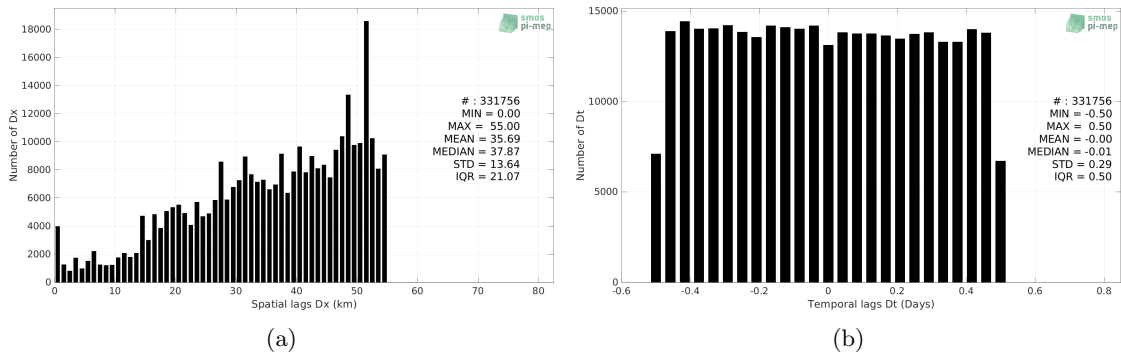 18000
16000
14000
12000
10000
8000
6000
4000
2000
0
Number of Dx
smos
pi-mep
# : 331756
MIN = 0.00
MAX = 55.00
MEAN = 35.69
MEDIAN = 37.87
STD = 13.64
IQR = 21.07
0 10 20 30 40 50 60 70 80
Spatial lags Dx (km)
(a)
15000
10000
5000
0
Number of Dt
smos
pi-mep
# : 331756
MIN = -0.50
MAX = 0.50
MEAN = -0.00
MEDIAN = -0.01
STD = 0.29
IQR = 0.50
-0.6 -0.4 -0.2 0 0.2 0.4 0.6 0.8
Temporal lags Dt (Days)
(b)